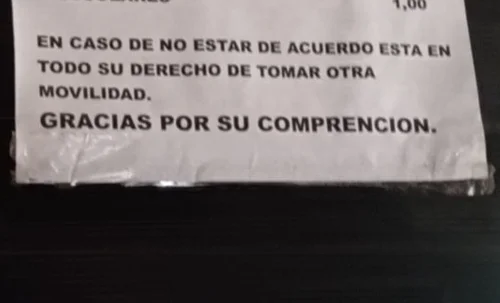 1,00
EN CASO DE NO ESTAR DE ACUERDO ESTA EN
TODO SU DERECHO DE TOMAR OTRA
MOVILIDAD.
GRACIAS POR SU COMPRENCION.